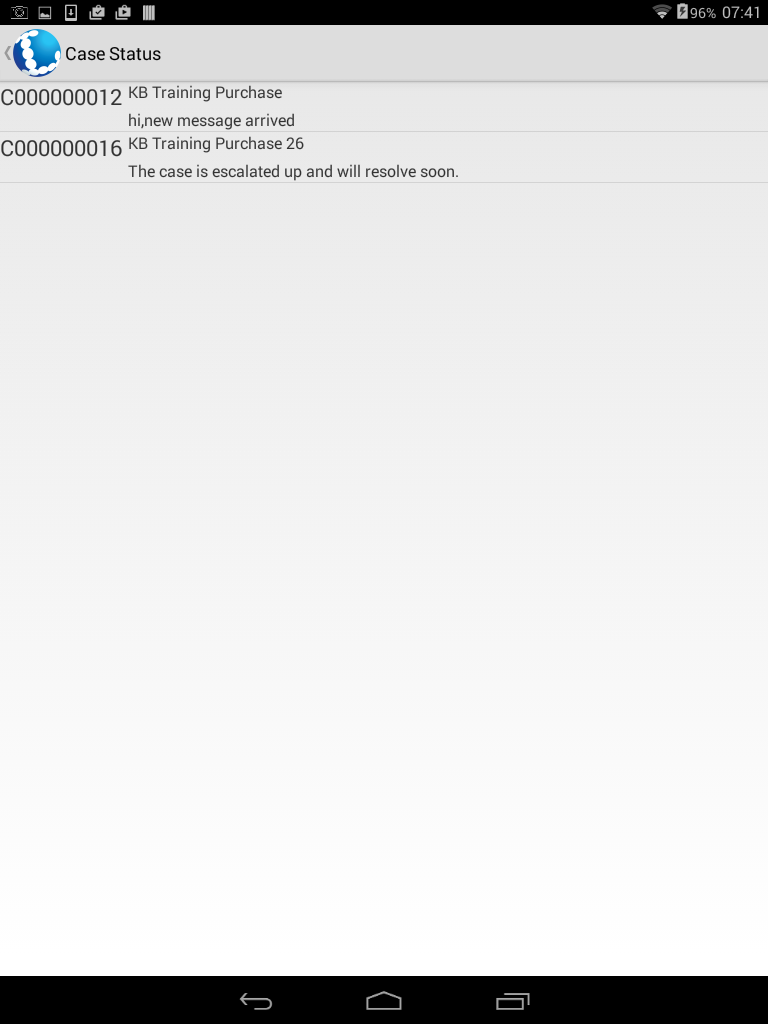 96% 07:41
Case Status
C000000012 KB Training Purchase
hi,new message arrived
C000000016 KB Training Purchase 26
The case is escalated up and will resolve soon.